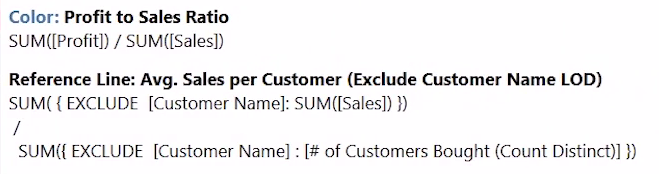 Color: Profit to Sales Ratio
SUM([Profit]) / SUM([Sales])
Reference Line: Avg. Sales per Customer (Exclude Customer Name LOD)
SUM( { EXCLUDE  [Customer Name]: SUM([Sales]) })
/
SUM({ EXCLUDE  [Customer Name] : [# of Customers Bought (Count Distinct)] })